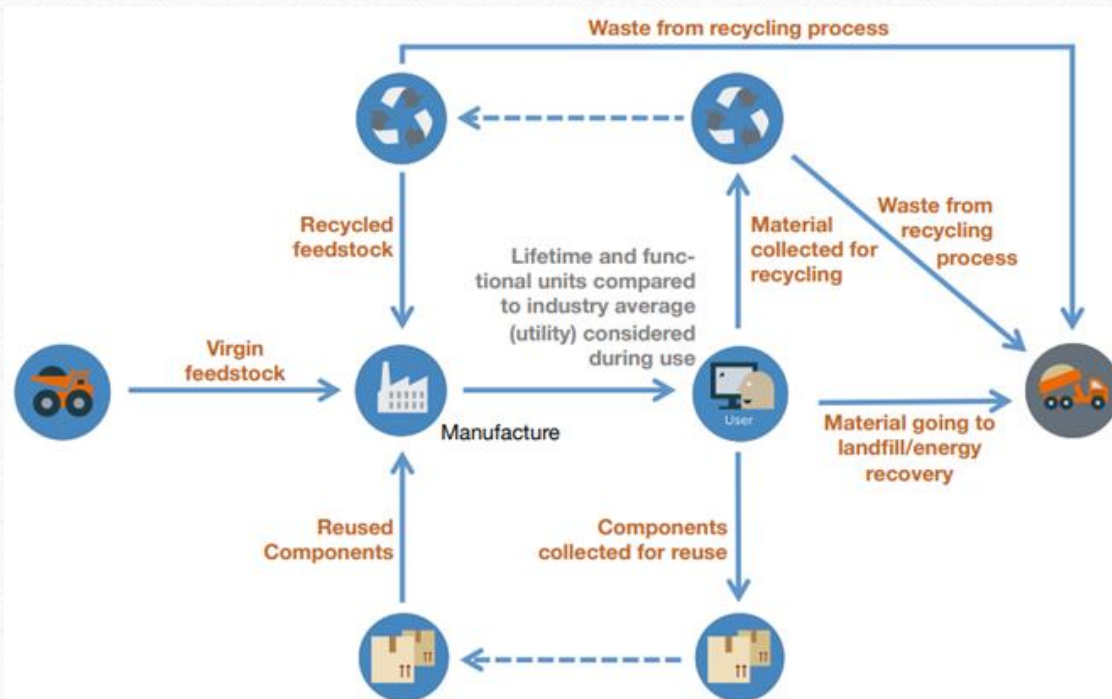 Waste from recycling process
Recycled
feedstock
Material
collected for
recycling
Waste from
recycling
process
Lifetime and func-
tional units compared
to industry average
(utility) considered
during use
Virgin
feedstock
Manufacture
User
Material going to
landfill/energy
recovery
Reused
Components
Components
collected for reuse